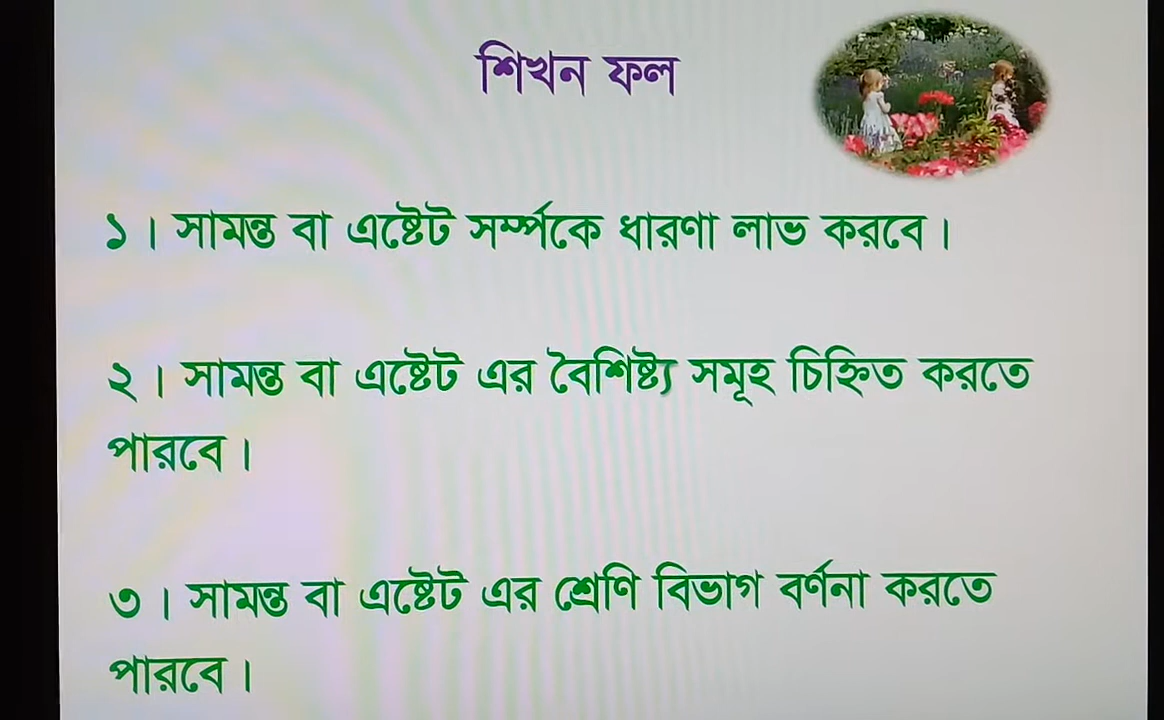 শিখন ফল
১। সামন্ত বা এষ্টেট সর্ম্পকে ধারণা লাভ করবে।
২। সামন্ত বা এষ্টেট এর বৈশিষ্ট্য সমূহ চিহ্নিত করতে
পারবে।
৩। সামন্ত বা এষ্টেট এর শ্রেণি বিভাগ বর্ণনা করতে
পারবে।